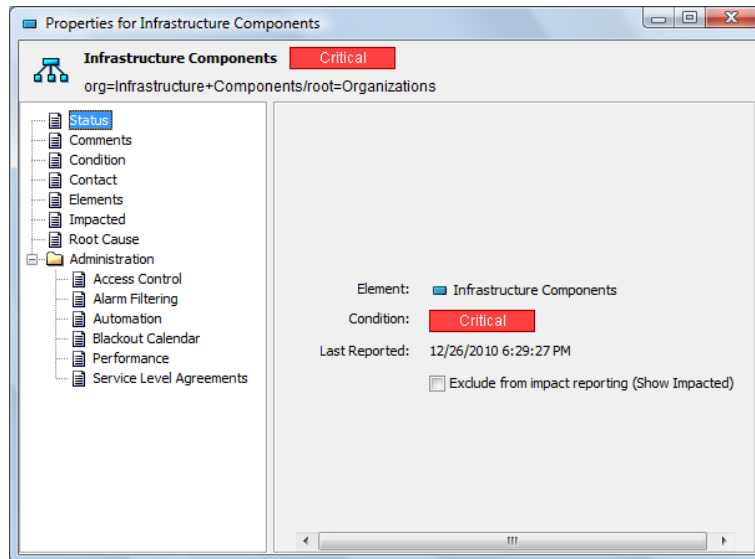 Properties for Infrastructure Components
Infrastructure Components Critical
org=Infrastructure+Components/root=Organizations
Status
Comments
Condition
Contact
Elements
Impacted
Root Cause
Administration
Access Control
Alarm Filtering
Automation
Blackout Calendar
Performance
Service Level Agreements
Element: Infrastructure Components
Condition: Critical
Last Reported: 12/26/2010 6:29:27 PM
Exclude from impact reporting (Show Impacted)